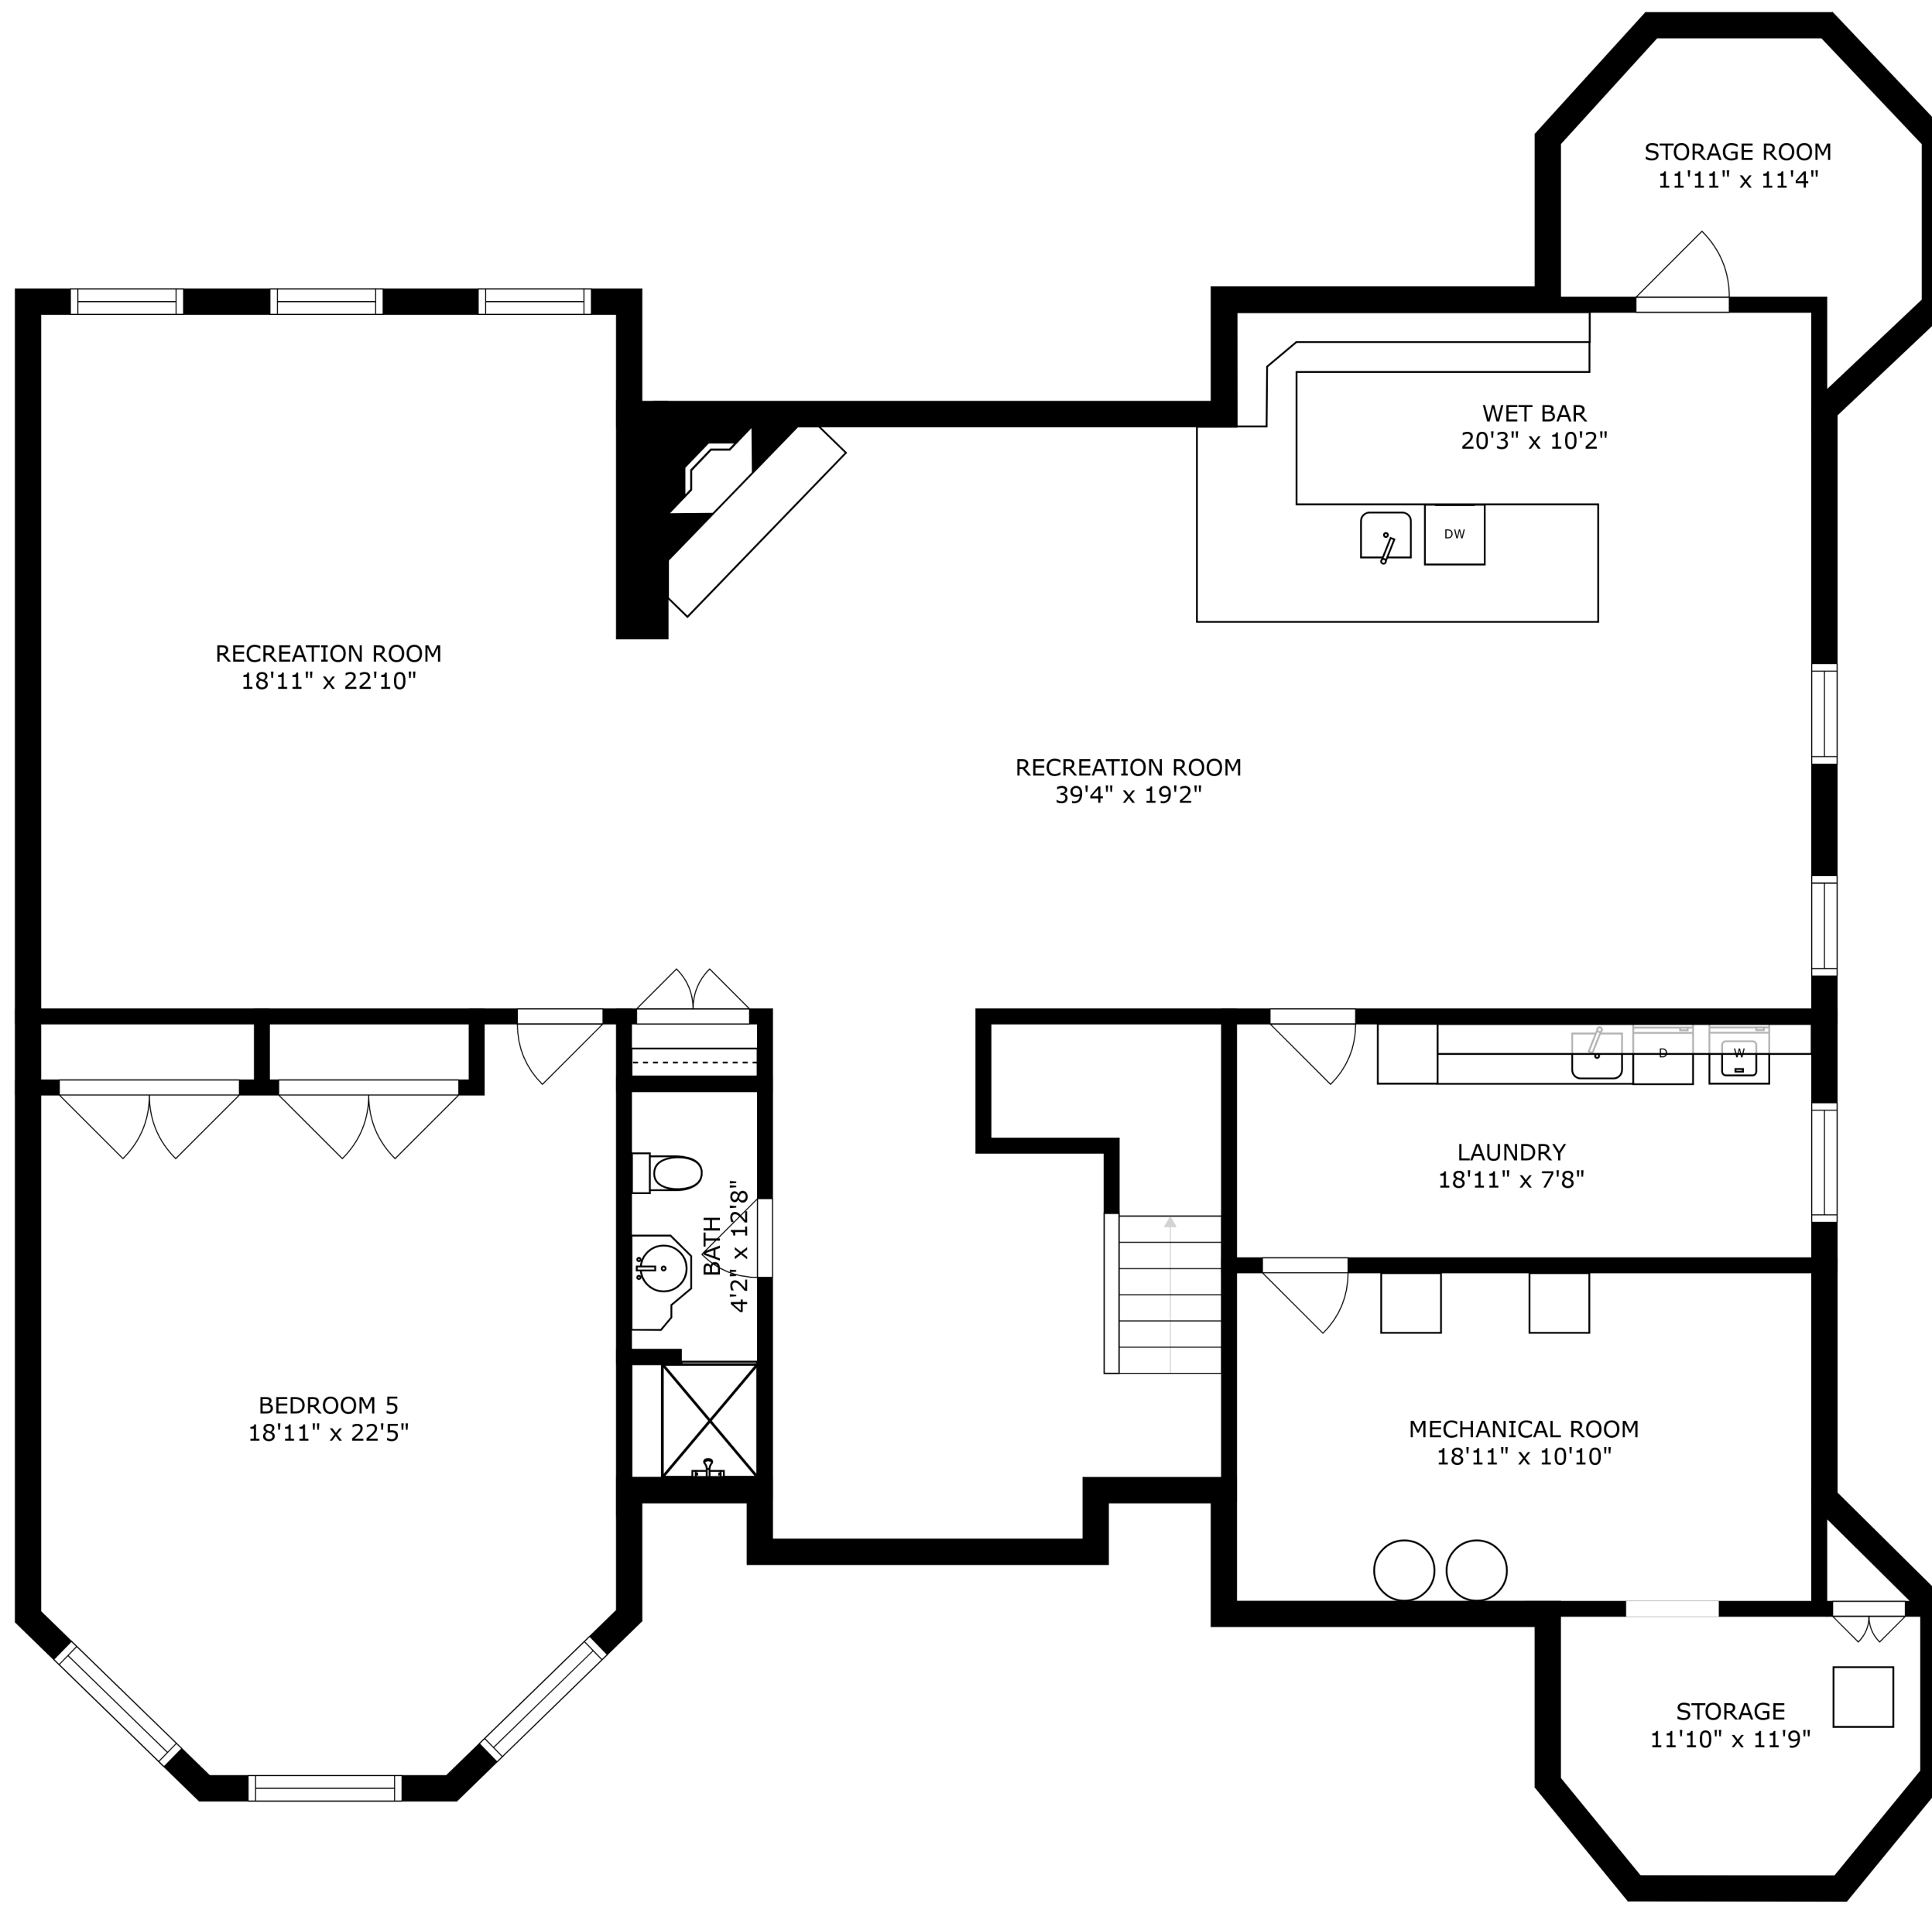 STORAGE ROOM
11'11" x 11'4"
WET BAR
20'3" x 10'2"
DW
RECREATION ROOM
18'11" x 22'10"
RECREATION ROOM
39'4" x 19'2"
D
W
LAUNDRY
18'11" x 7'8"
BATH
4'2" x 12'8"
BEDROOM 5
18'11" x 22'5"
MECHANICAL ROOM
18'11" x 10'10"
STORAGE
11'10" x 11'9"